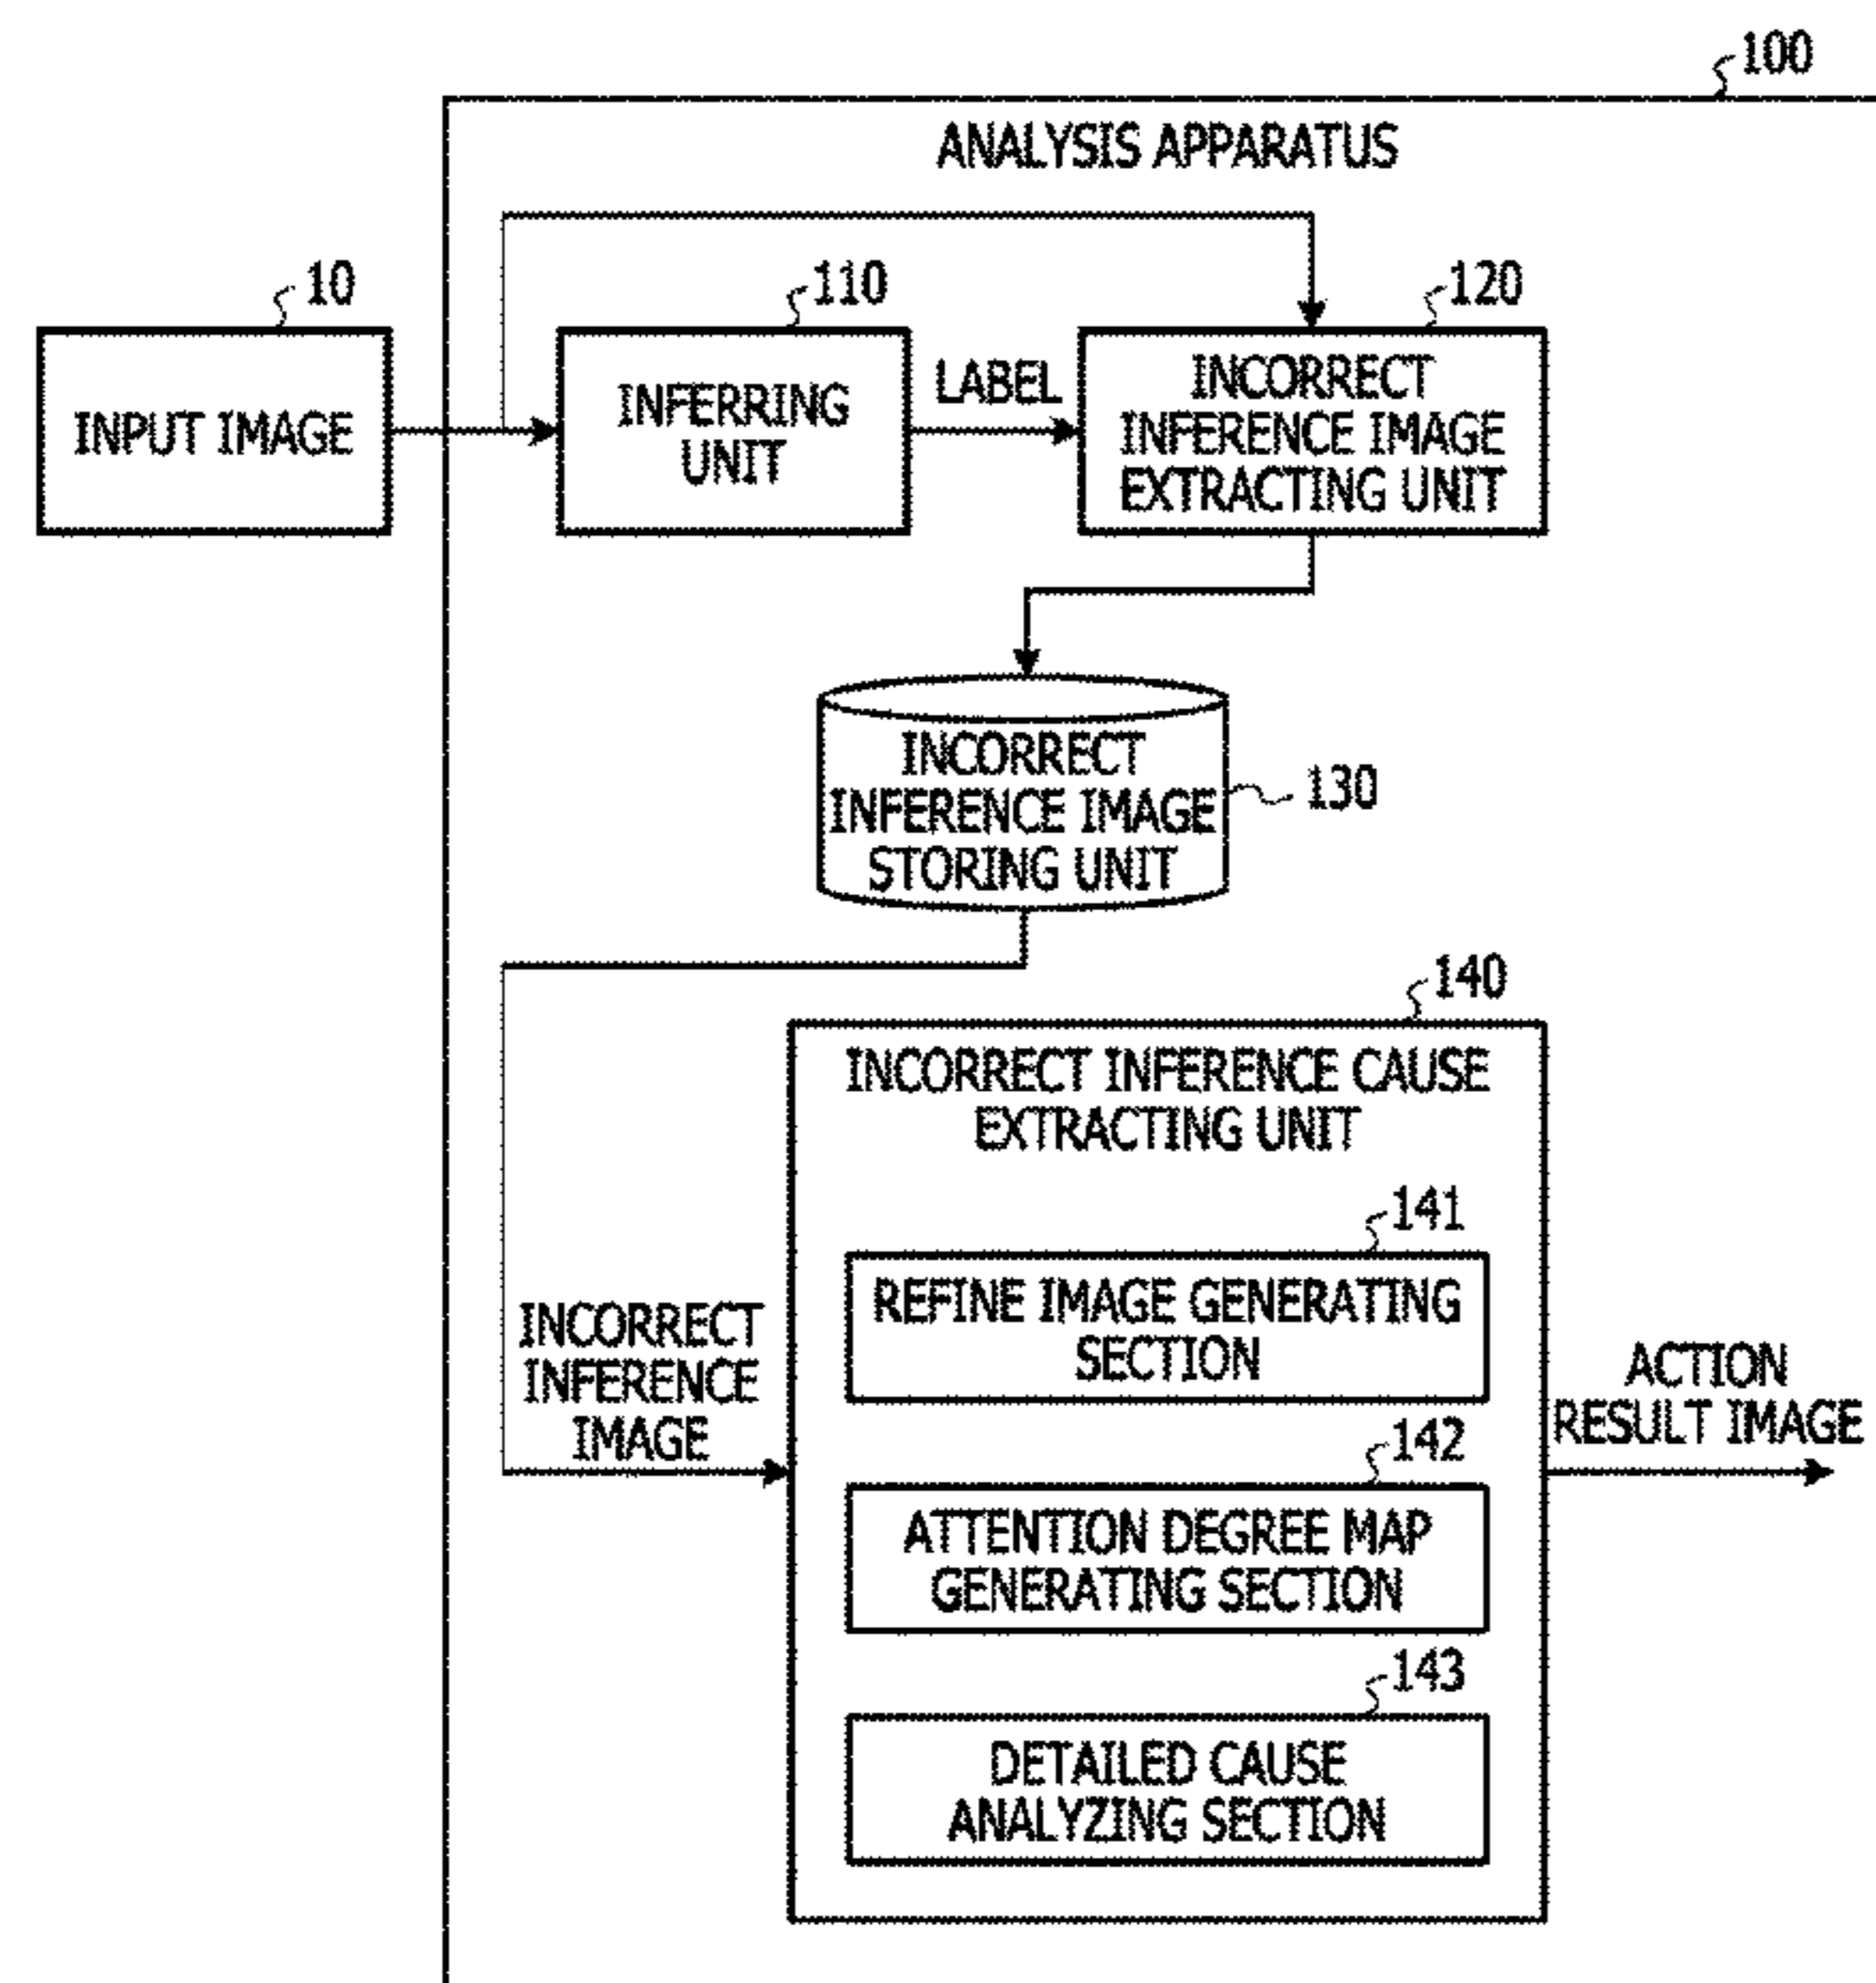 100
ANALYSIS APPARATUS
10
110
120
INPUT IMAGE
INFERRING
UNIT
LABEL
INCORRECT
INFERENCE IMAGE
EXTRACTING UNIT
INCORRECT
INFERENCE IMAGE
STORING UNIT
130
140
INCORRECT INFERENCE CAUSE
EXTRACTING UNIT
141
REFINE IMAGE GENERATING
SECTION
INCORRECT
INFERENCE
IMAGE
142
ATTENTION DEGREE MAP
GENERATING SECTION
143
DETAILED CAUSE
ANALYZING SECTION
ACTION
RESULT IMAGE